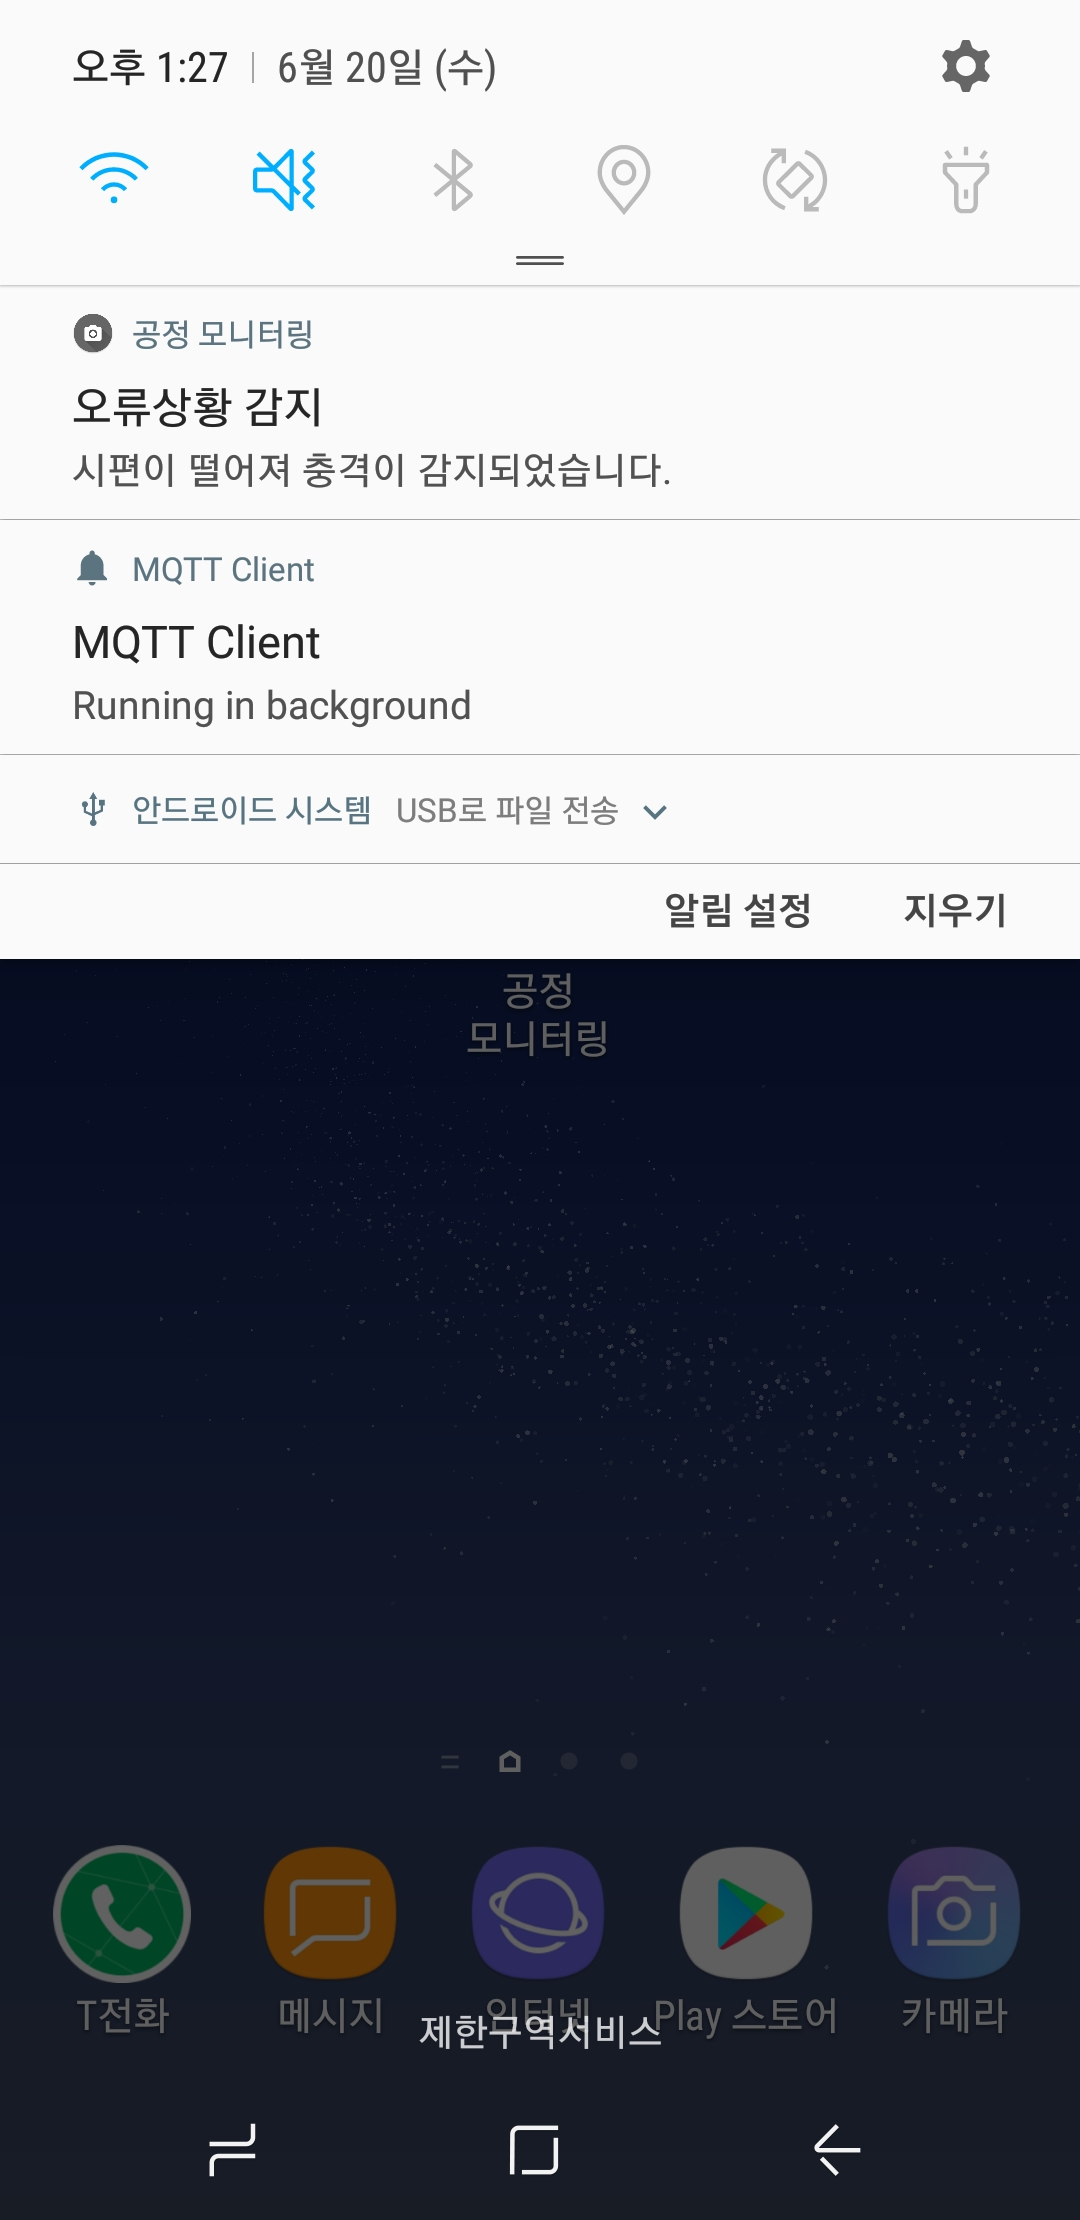 오후 1:27 | 6월 20일 (수)
공정 모니터링
오류상황 감지
시편이 떨어져 충격이 감지되었습니다.
MQTT Client
MQTT Client
Running in background
안드로이드 시스템 USB로 파일 전송
알림 설정 지우기
공정
모니터링
T전화 메시지 인터넷 Play 스토어 카메라
제한구역서비스